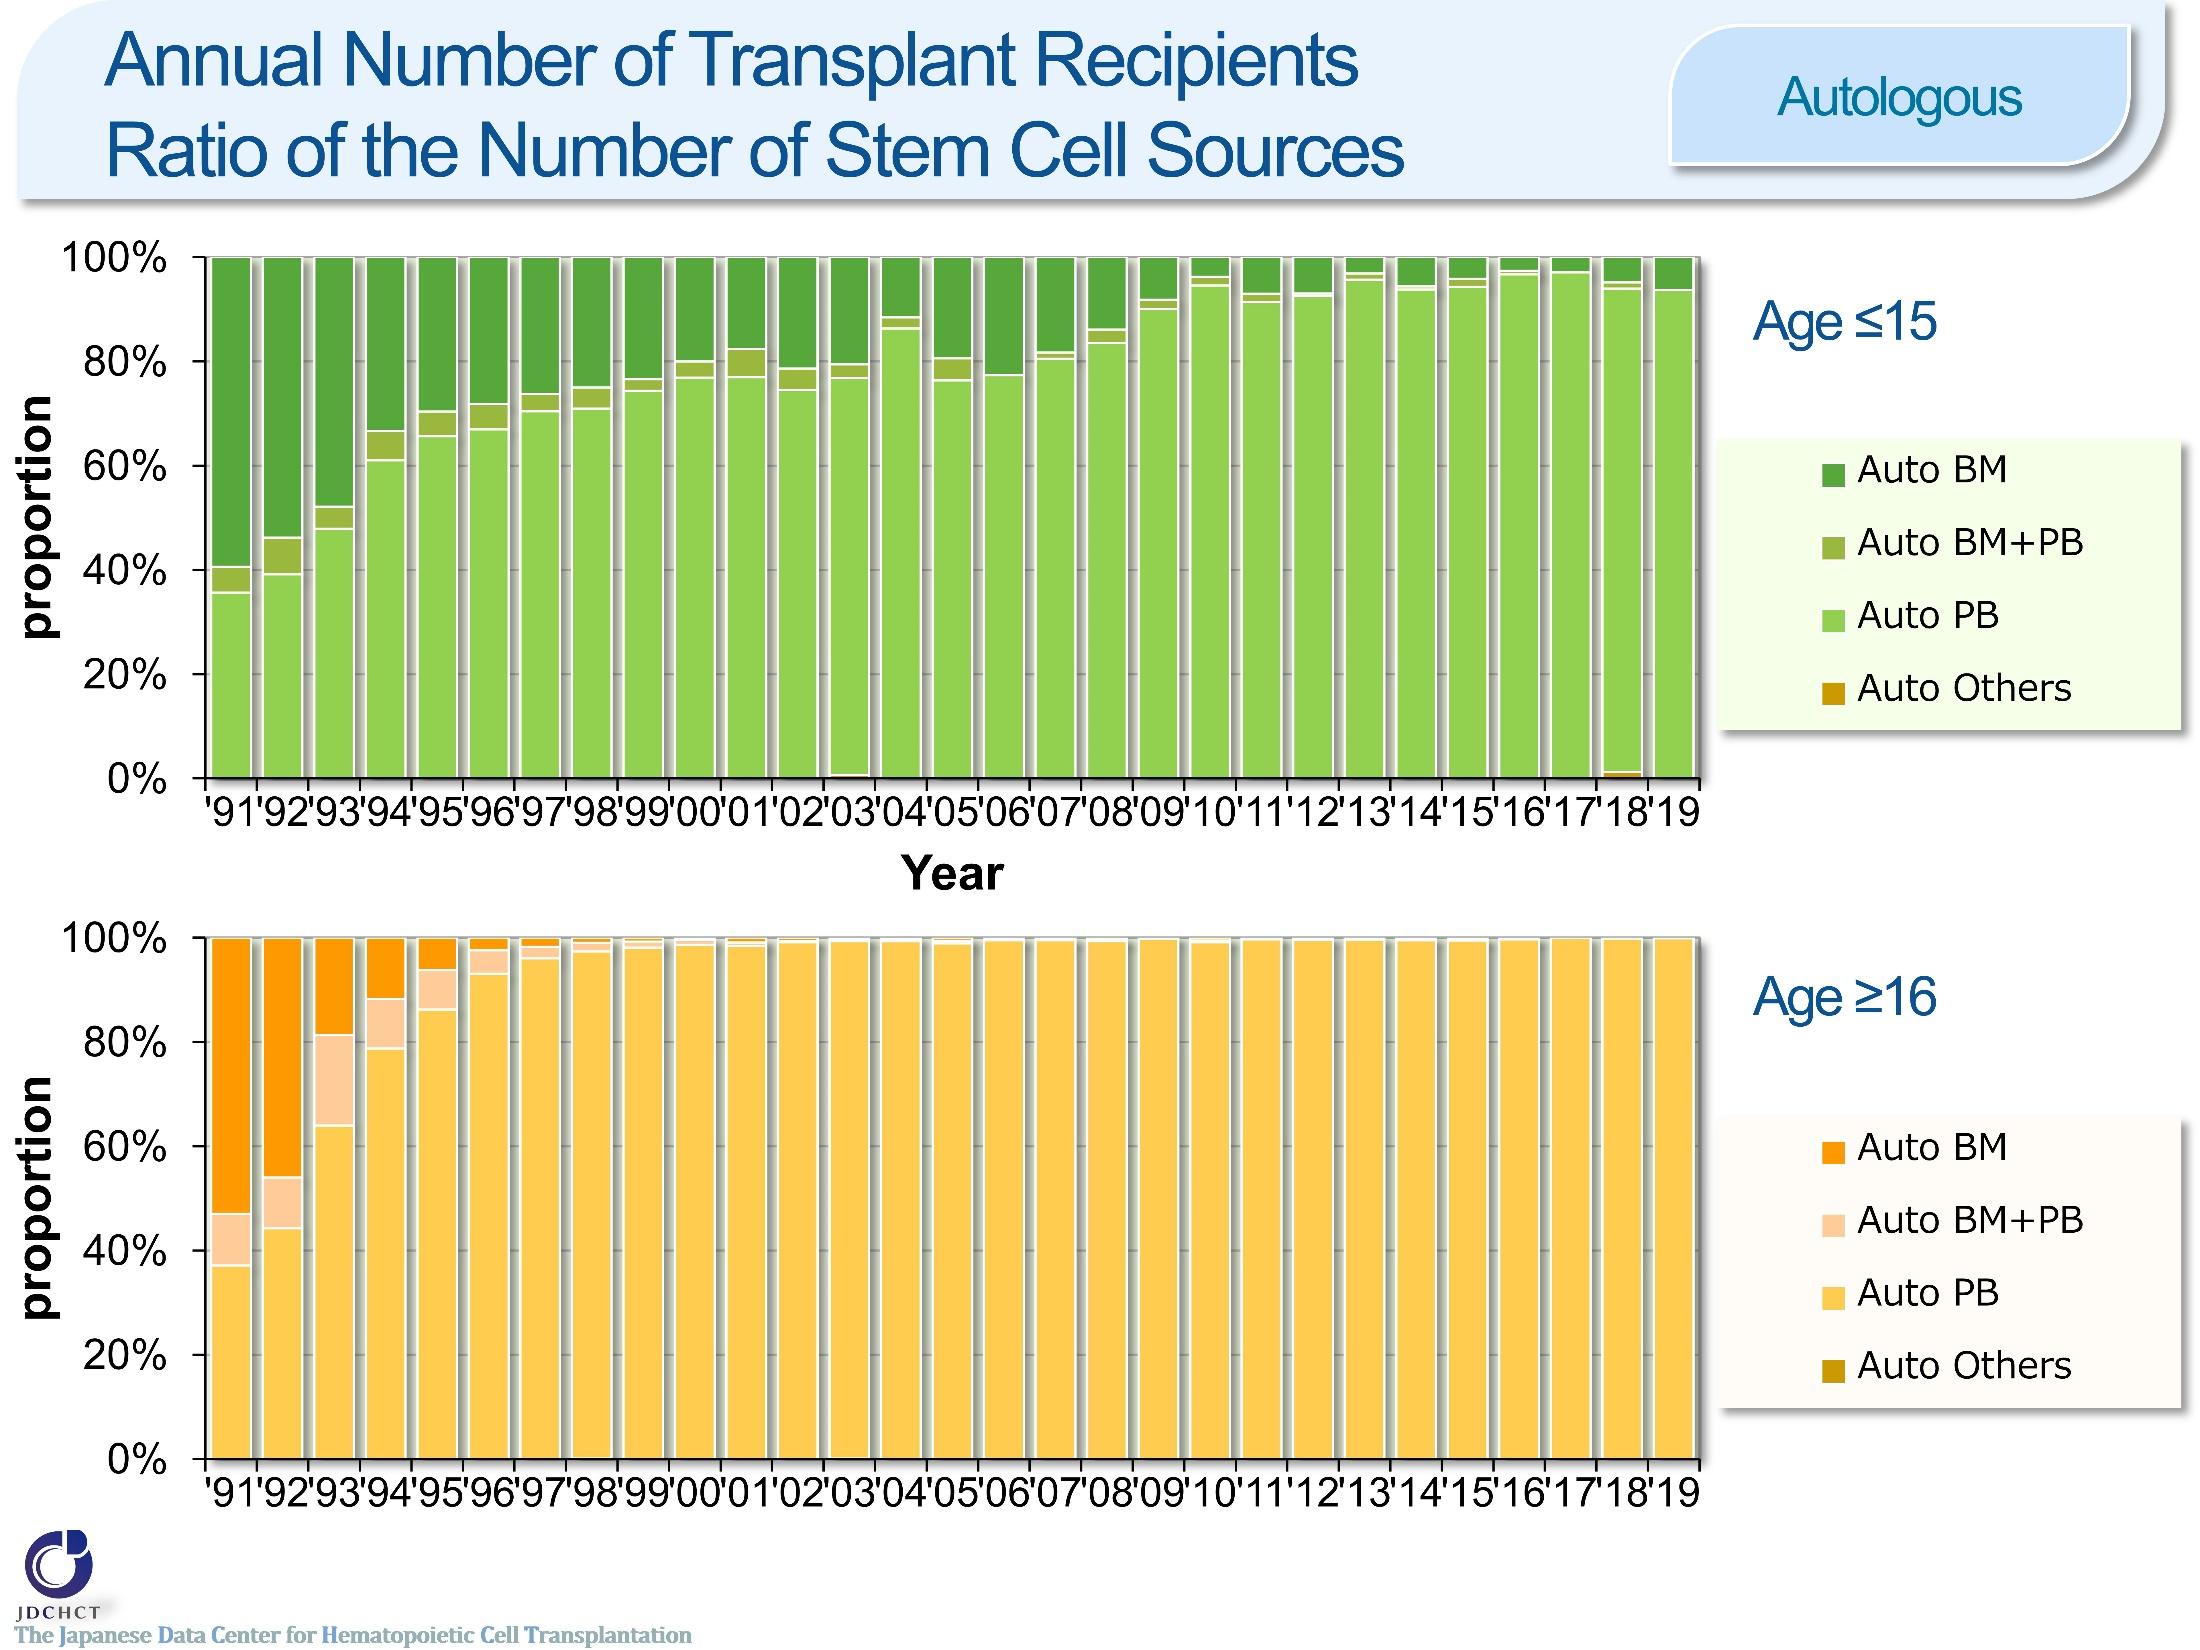 Annual Number of Transplant Recipients
Ratio of the Number of Stem Cell Sources
Autologous
100%
80%
60%
40%
20%
0%
proportion
'91 '92 '93 '94 '95 '96 '97 '98 '99 '00 '01 '02 '03 '04 '05 '06 '07 '08 '09 '10 '11 '12 '13 '14 '15 '16 '17 '18 '19
Year
Age ≤15
Auto BM
Auto BM+PB
Auto PB
Auto Others
100%
80%
60%
40%
20%
0%
proportion
'91 '92 '93 '94 '95 '96 '97 '98 '99 '00 '01 '02 '03 '04 '05 '06 '07 '08 '09 '10 '11 '12 '13 '14 '15 '16 '17 '18 '19
Age ≥16
Auto BM
Auto BM+PB
Auto PB
Auto Others
JDCHCT
The Japanese Data Center for Hematopoietic Cell Transplantation